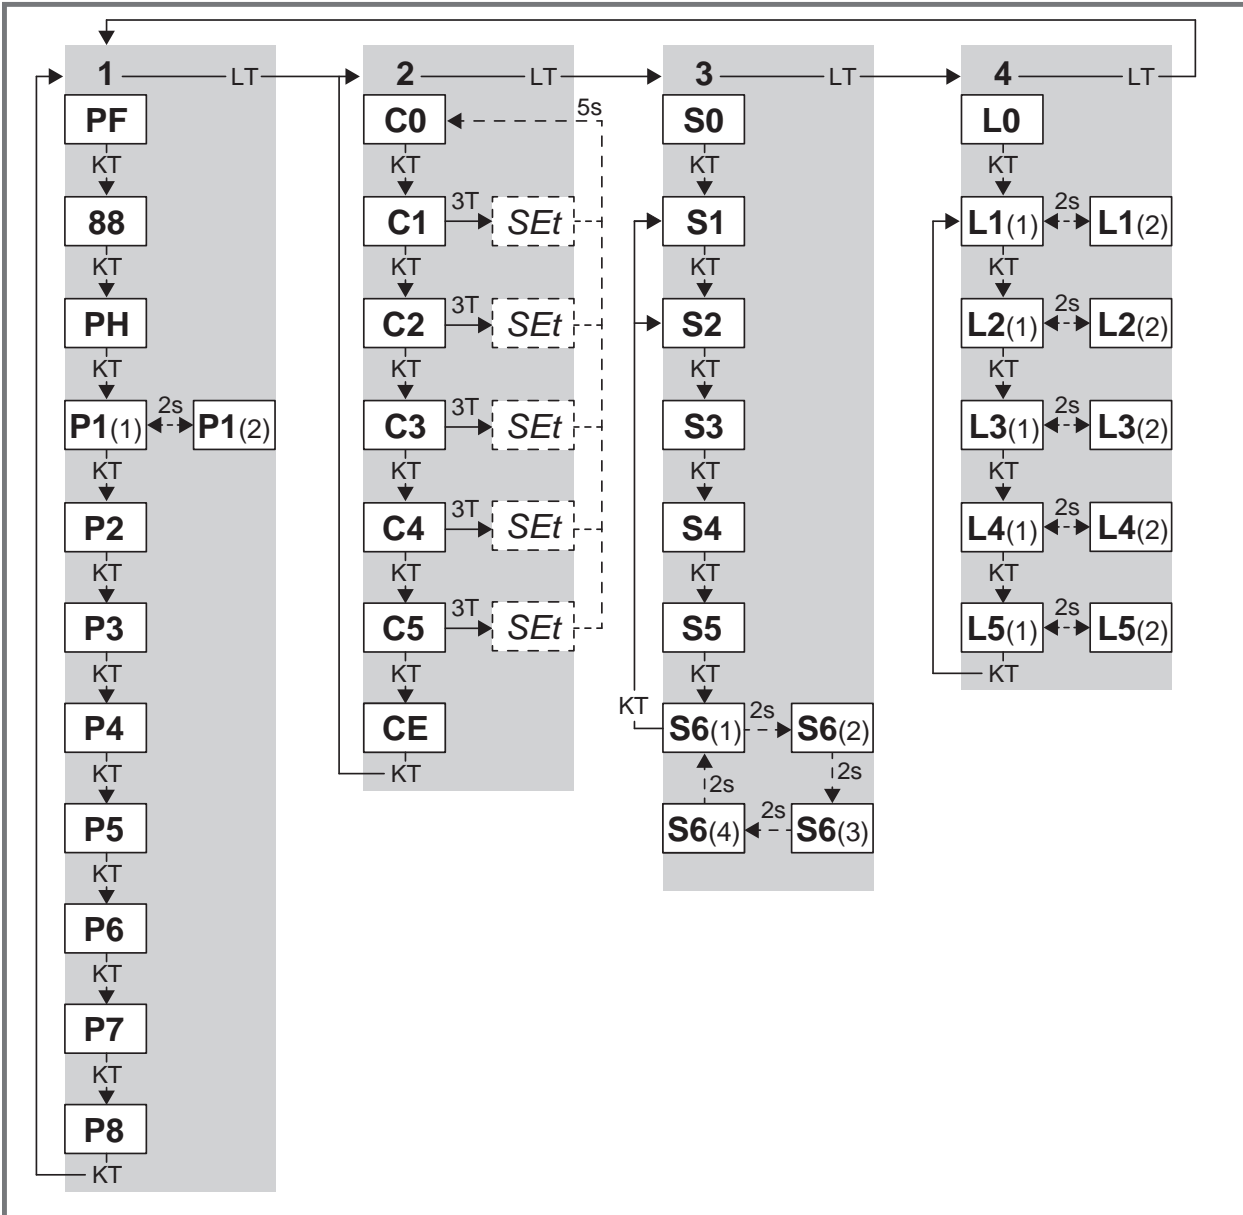 1 LT
PF
KT
88
KT
PH
KT
P1(1) 2s P1(2)
KT
P2
KT
P3
KT
P4
KT
P5
KT
P6
KT
P7
KT
P8
KT
2 LT
C0 5s
KT
C1 3T SEt
KT
C2 3T SEt
KT
C3 3T SEt
KT
C4 3T SEt
KT
C5 3T SEt
KT
CE
KT
3 LT
S0
KT
S1
KT
S2
KT
S3
KT
S4
KT
S5
KT
KT
S6(1) 2s S6(2)
2s 2s
S6(4) 2s S6(3)
4 LT
L0
KT
L1(1) 2s L1(2)
KT
L2(1) 2s L2(2)
KT
L3(1) 2s L3(2)
KT
L4(1) 2s L4(2)
KT
L5(1) 2s L5(2)
KT